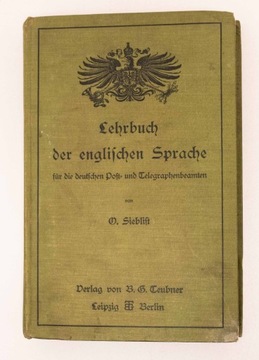 Lehrbuch
der englischen Sprache
für die deutschen Post- und Telegraphenbeamten
von
O. Sieblist
Verlag von B. G. Teubner
Leipzig Berlin